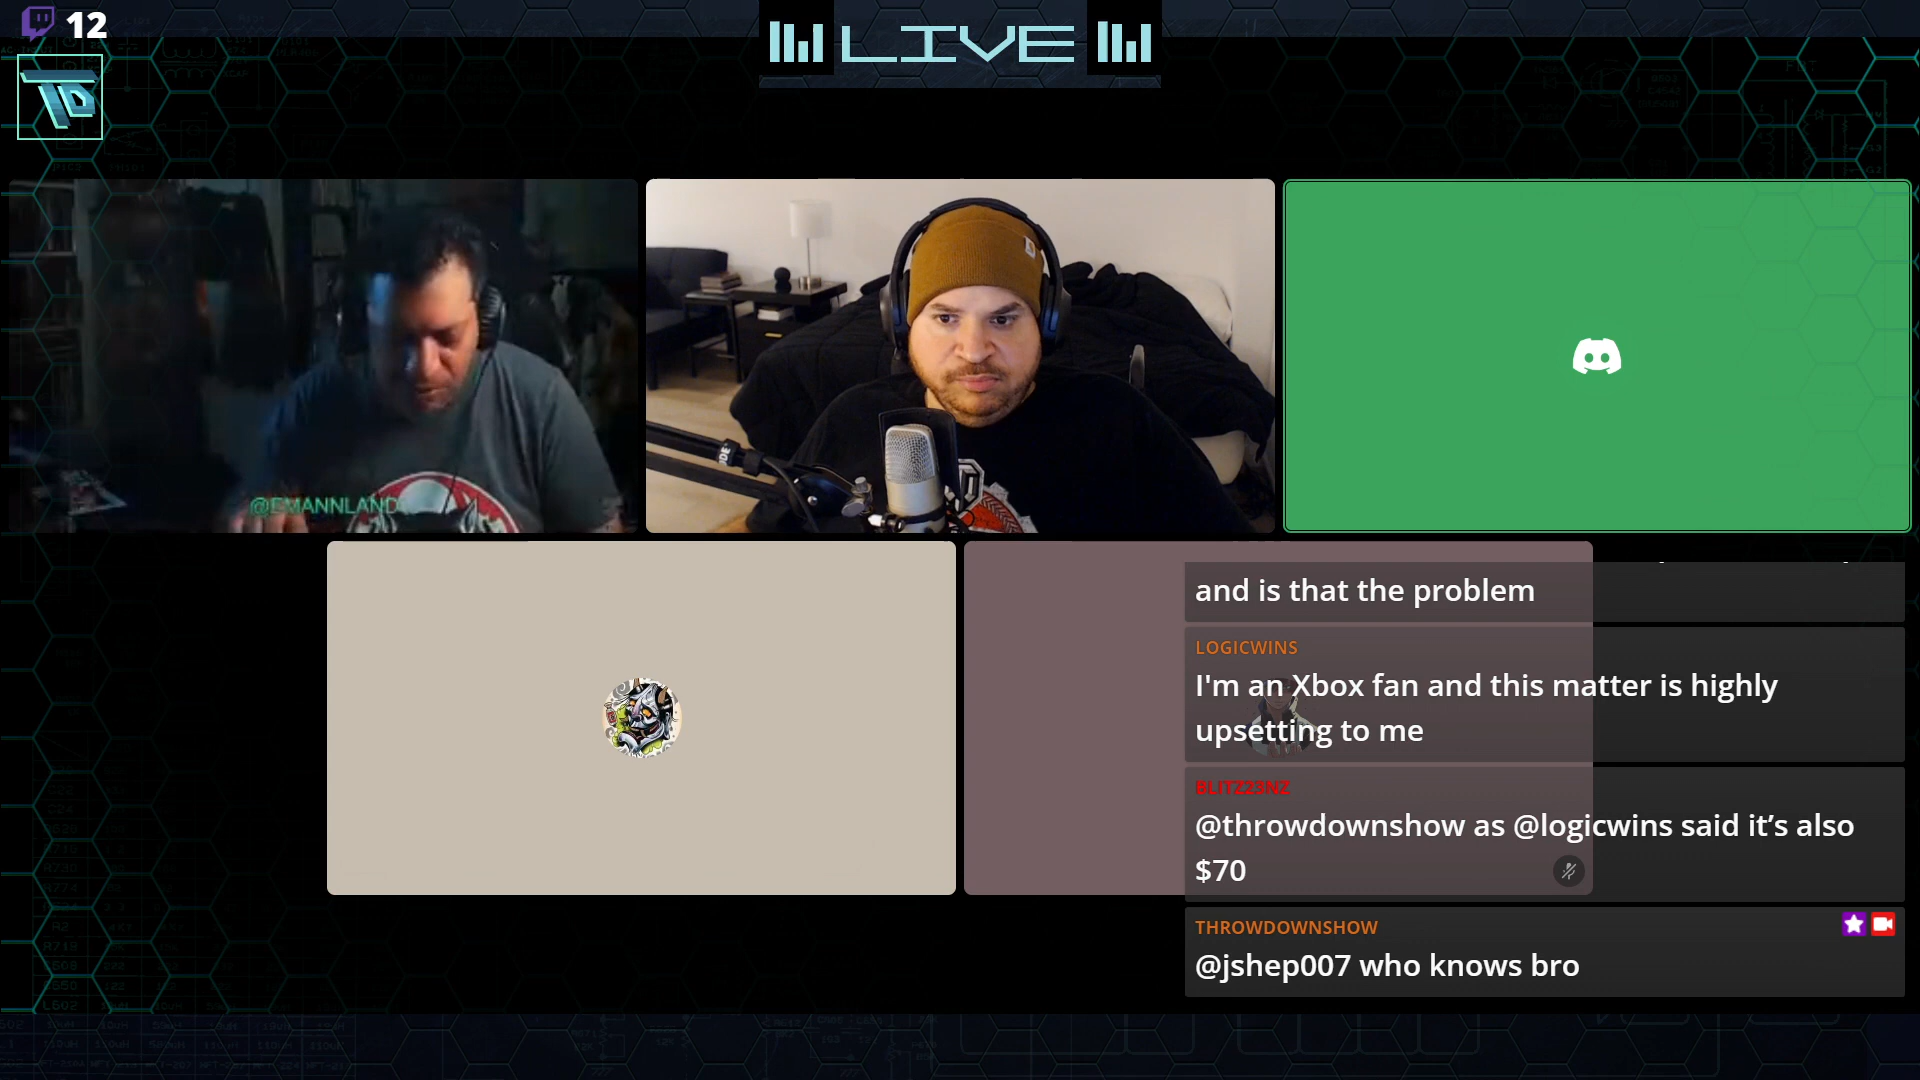 12
LIVE
TD
@EMANNLAND
and is that the problem
LOGICWINS
I'm an Xbox fan and this matter is highly
upsetting to me
BLITZ23NZ
@throwdownshow as @logicwins said it’s also
$70
THROWDOWNSHOW
@jshep007 who knows bro